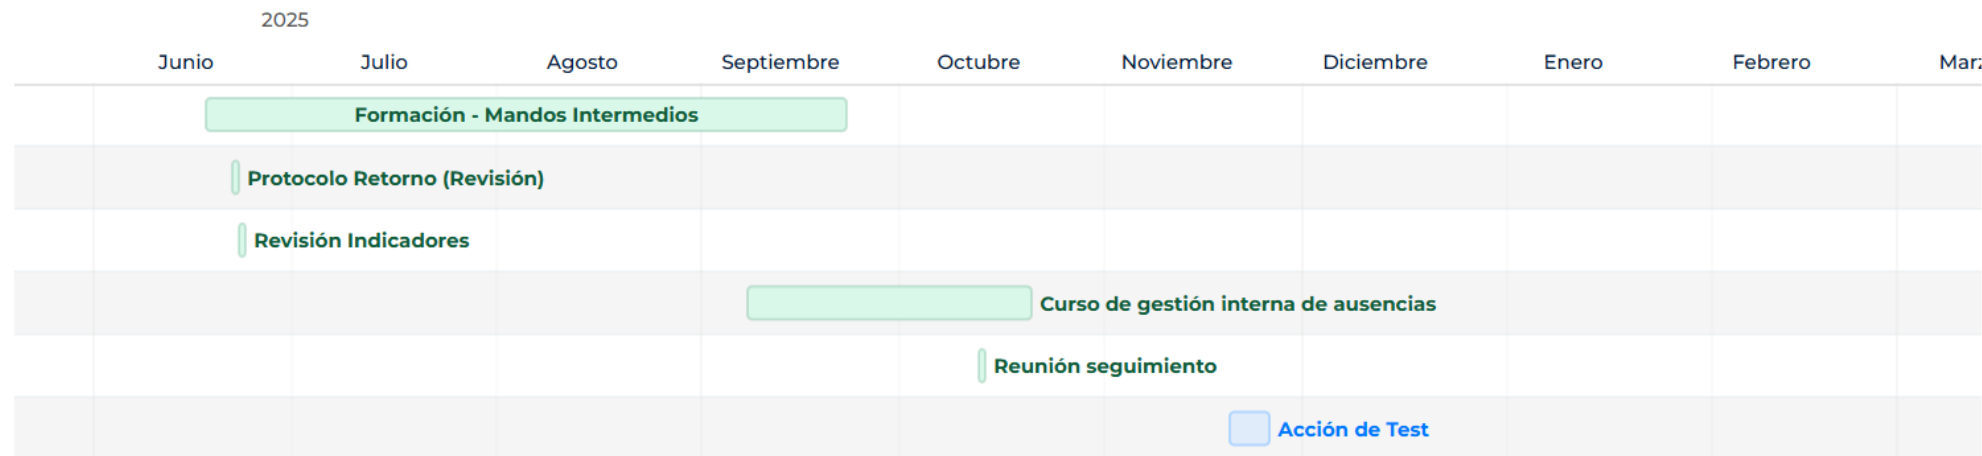 2025
Junio Julio Agosto Septiembre Octubre Noviembre Diciembre Enero Febrero
Formación - Mandos Intermedios
Protocolo Retorno (Revisión)
Revisión Indicadores
Curso de gestión interna de ausencias
Reunión seguimiento
Acción de Test